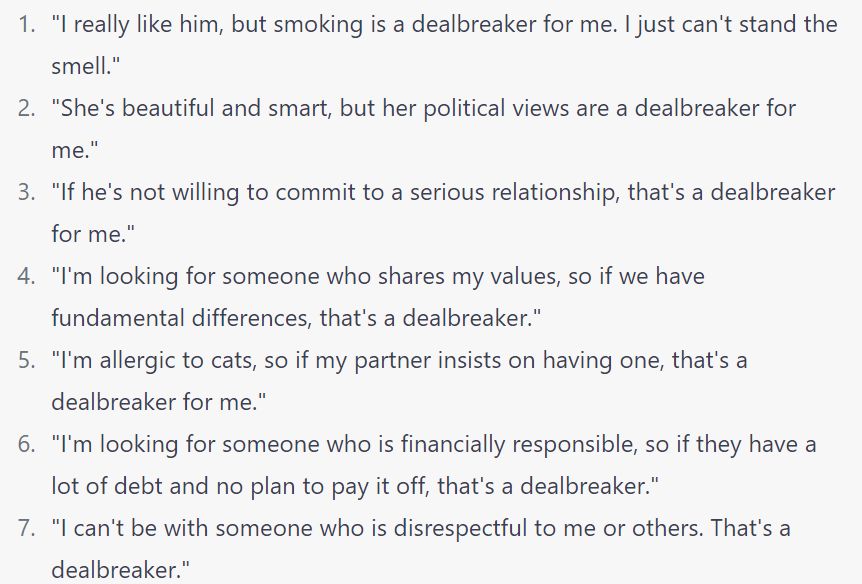 1. "I really like him, but smoking is a dealbreaker for me. I just can't stand the
smell."
2. "She's beautiful and smart, but her political views are a dealbreaker for
me."
3. "If he's not willing to commit to a serious relationship, that's a dealbreaker
for me."
4. "I'm looking for someone who shares my values, so if we have
fundamental differences, that's a dealbreaker."
5. "I'm allergic to cats, so if my partner insists on having one, that's a
dealbreaker for me."
6. "I'm looking for someone who is financially responsible, so if they have a
lot of debt and no plan to pay it off, that's a dealbreaker."
7. "I can't be with someone who is disrespectful to me or others. That's a
dealbreaker."